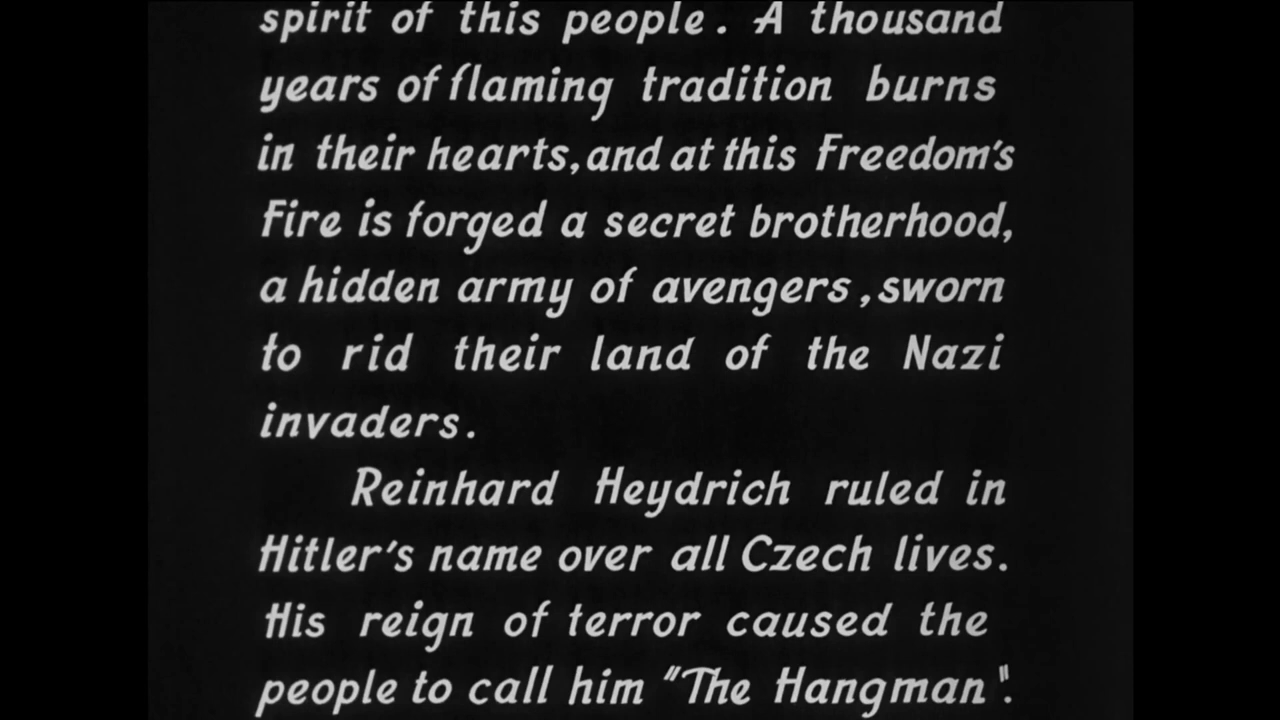 spirit of this people. A thousand
years of flaming tradition burns
in their hearts, and at this Freedom's
Fire is forged a secret brotherhood,
a hidden army of avengers, sworn
to rid their land of the Nazi
invaders.
Reinhard Heydrich ruled in
Hitler's name over all Czech lives.
His reign of terror caused the
people to call him "The Hangman".